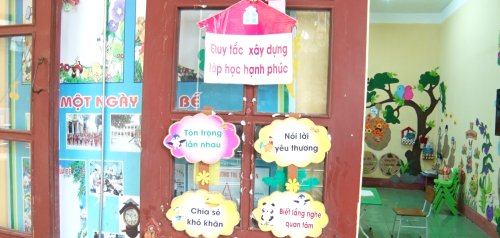 Quy tắc xây dựng
lớp học hạnh phúc
MỘT NGÀY
BÉ
Tôn trọng
lẫn nhau
Nói lời
yêu thương
Chia sẻ
khó khăn
Biết lắng nghe
quan tâm